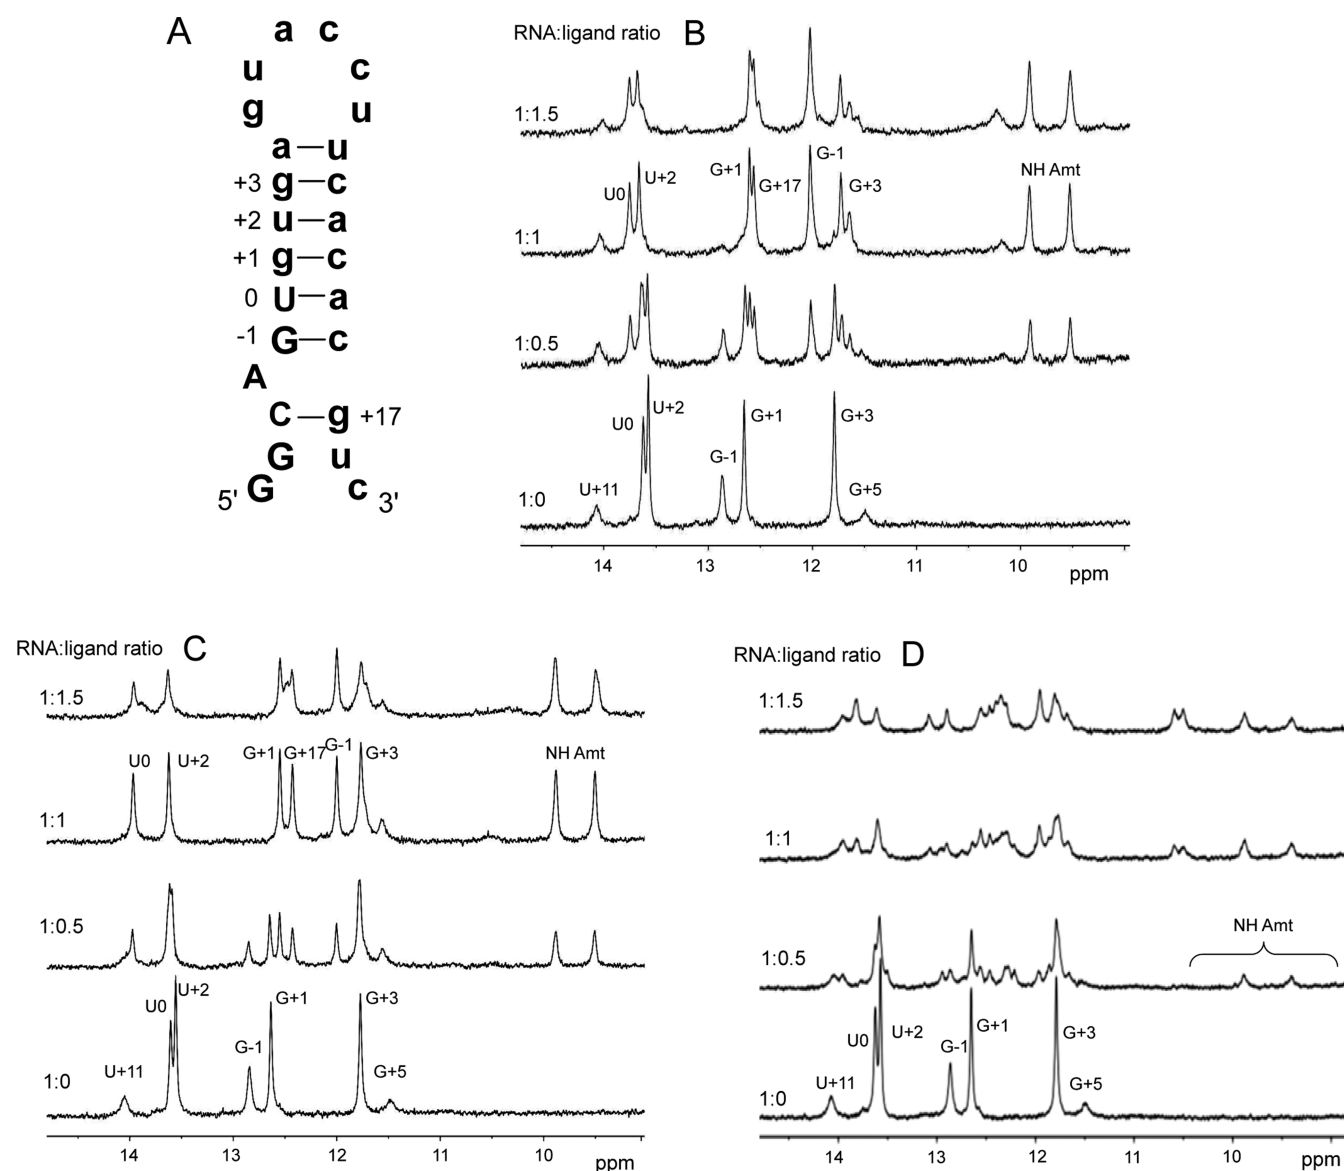 A
a c
u c
g u
a u
+3 g c
+2 u a
+1 g c
0 U a
-1 G c
A
C g +17
G u
5' G c 3'
RNA:ligand ratio B
1:1.5
U0 U+2 G+1 G+17 G-1 G+3 NH Amt
1:1
1:0.5
U0 U+2 G-1 G+1 G+3
U+11 G+5
1:0
14 13 12 11 10
ppm
RNA:ligand ratio C
1:1.5
U0 U+2 G+1 G+17 G-1 G+3 NH Amt
1:1
1:0.5
U0 U+2 G+1 G+3
G-1
U+11 G+5
1:0
14 13 12 11 10
ppm
RNA:ligand ratio D
1:1.5
1:1
NH Amt
1:0.5
U0 U+2 G-1 G+1 G+3
U+11 G+5
1:0
14 13 12 11 10
ppm